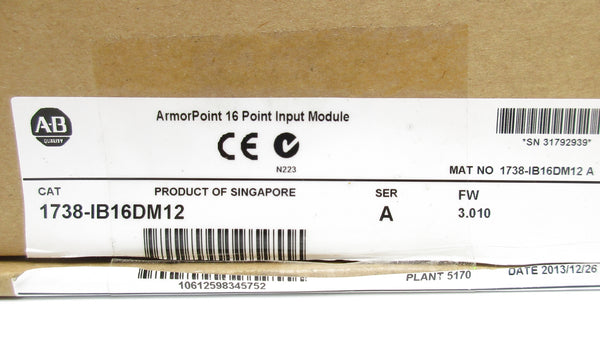 A-B
QUALITY
ArmorPoint 16 Point Input Module
CE
N223
*SN 31792939*
MAT NO 1738-IB16DM12 A
CAT
PRODUCT OF SINGAPORE
SER
FW
1738-IB16DM12
A
3.010
PLANT 5170
DATE 2013/12/26
10612598345752